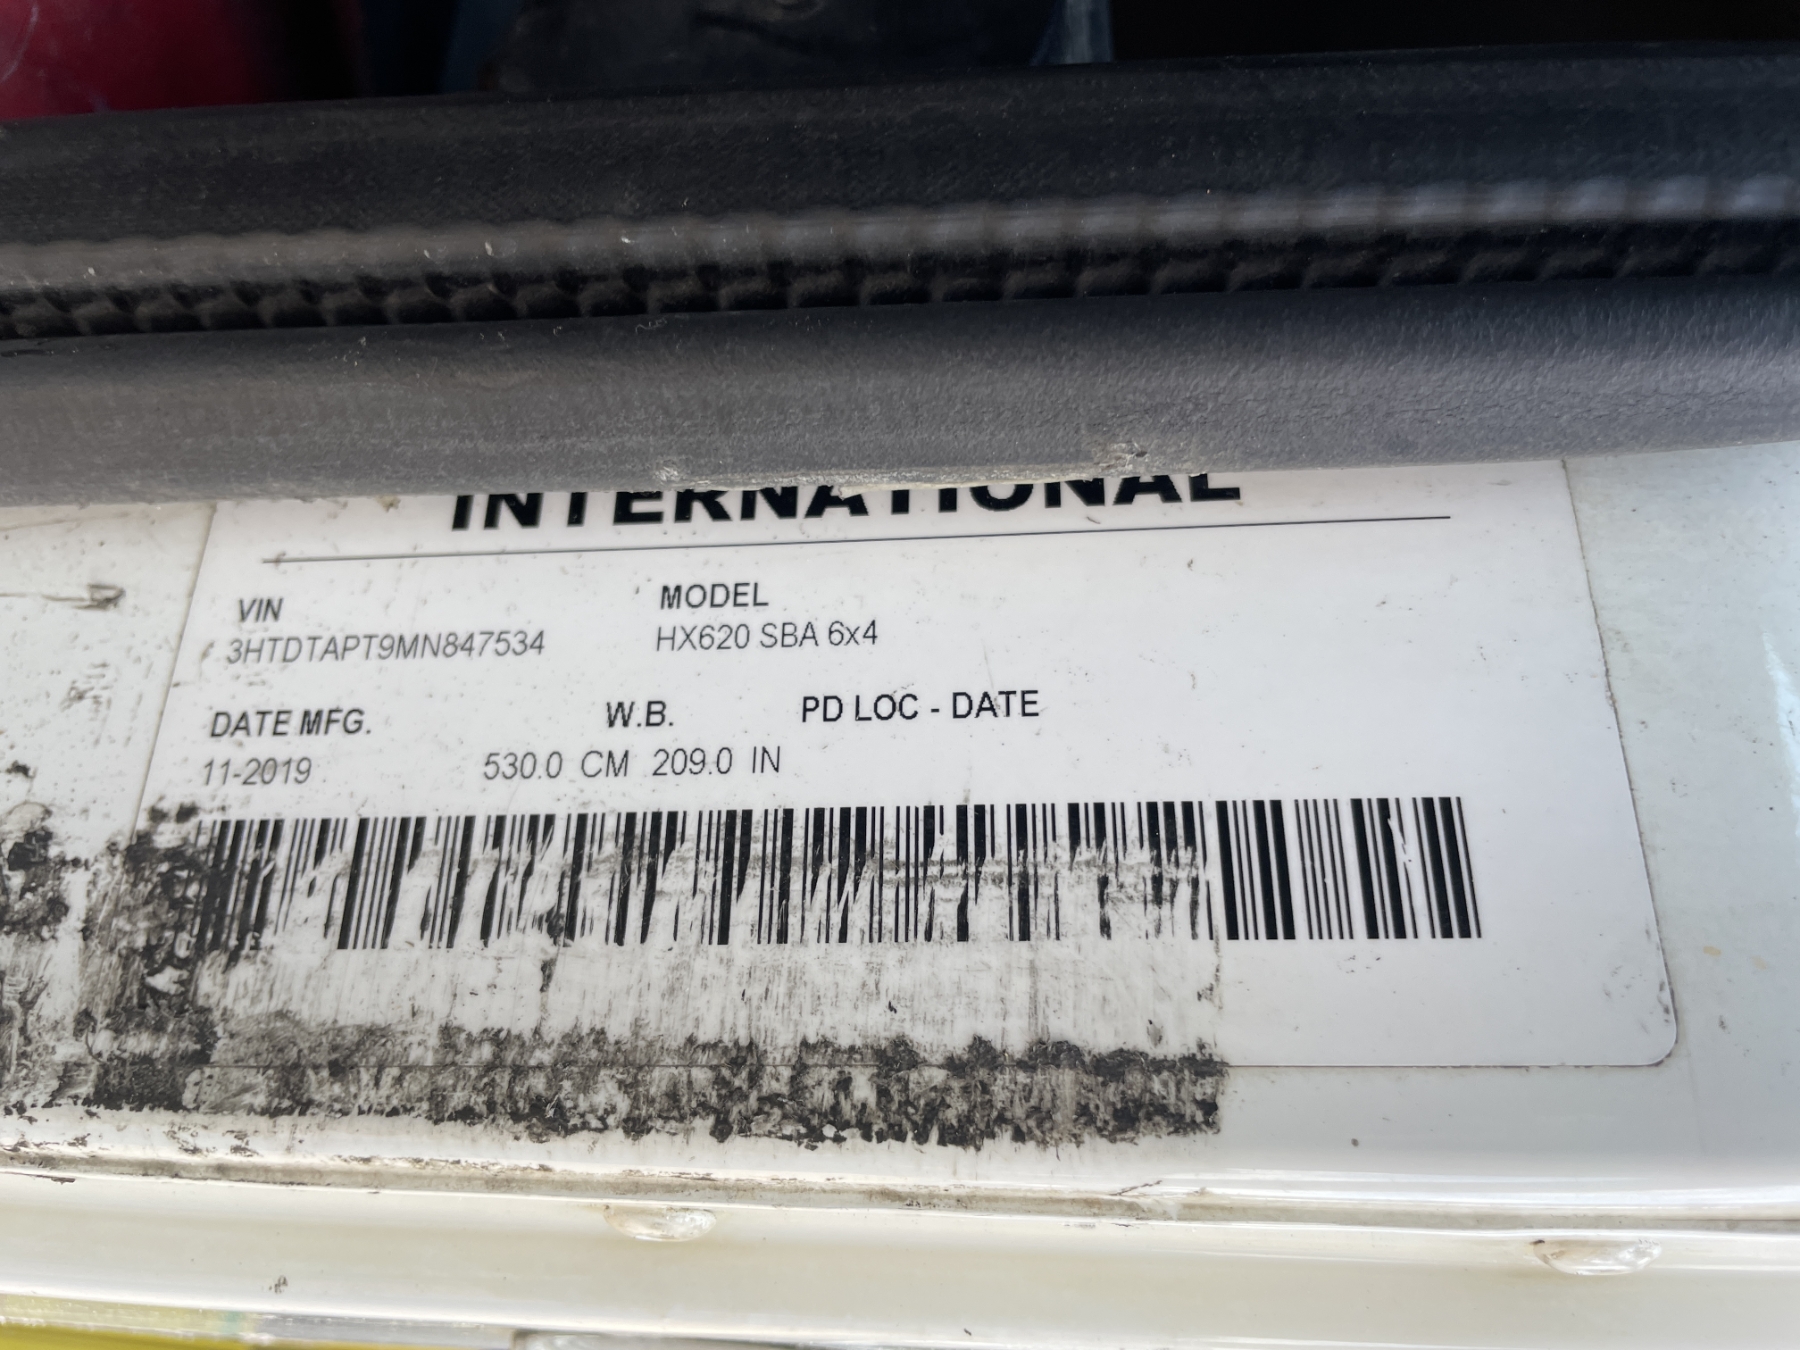 INTERNATIONAL
VIN MODEL
3HTDTAPT9MN847534 HX620 SBA 6x4
DATE MFG. W.B. PD LOC - DATE
11-2019 530.0 CM 209.0 IN